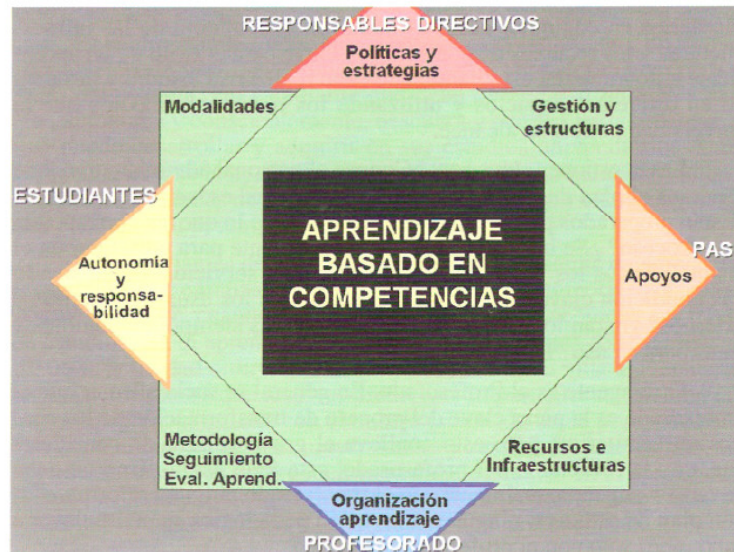 RESPONSABLES DIRECTIVOS
Políticas y
estrategias
Modalidades
Gestión y
estructuras
ESTUDIANTES
Autonomía
y
responsa-
bilidad
APRENDIZAJE
BASADO EN
COMPETENCIAS
PAS
Apoyos
Metodología
Seguimiento
Eval. Aprend.
Recursos e
Infraestructuras
Organización
aprendizaje
PROFESORADO